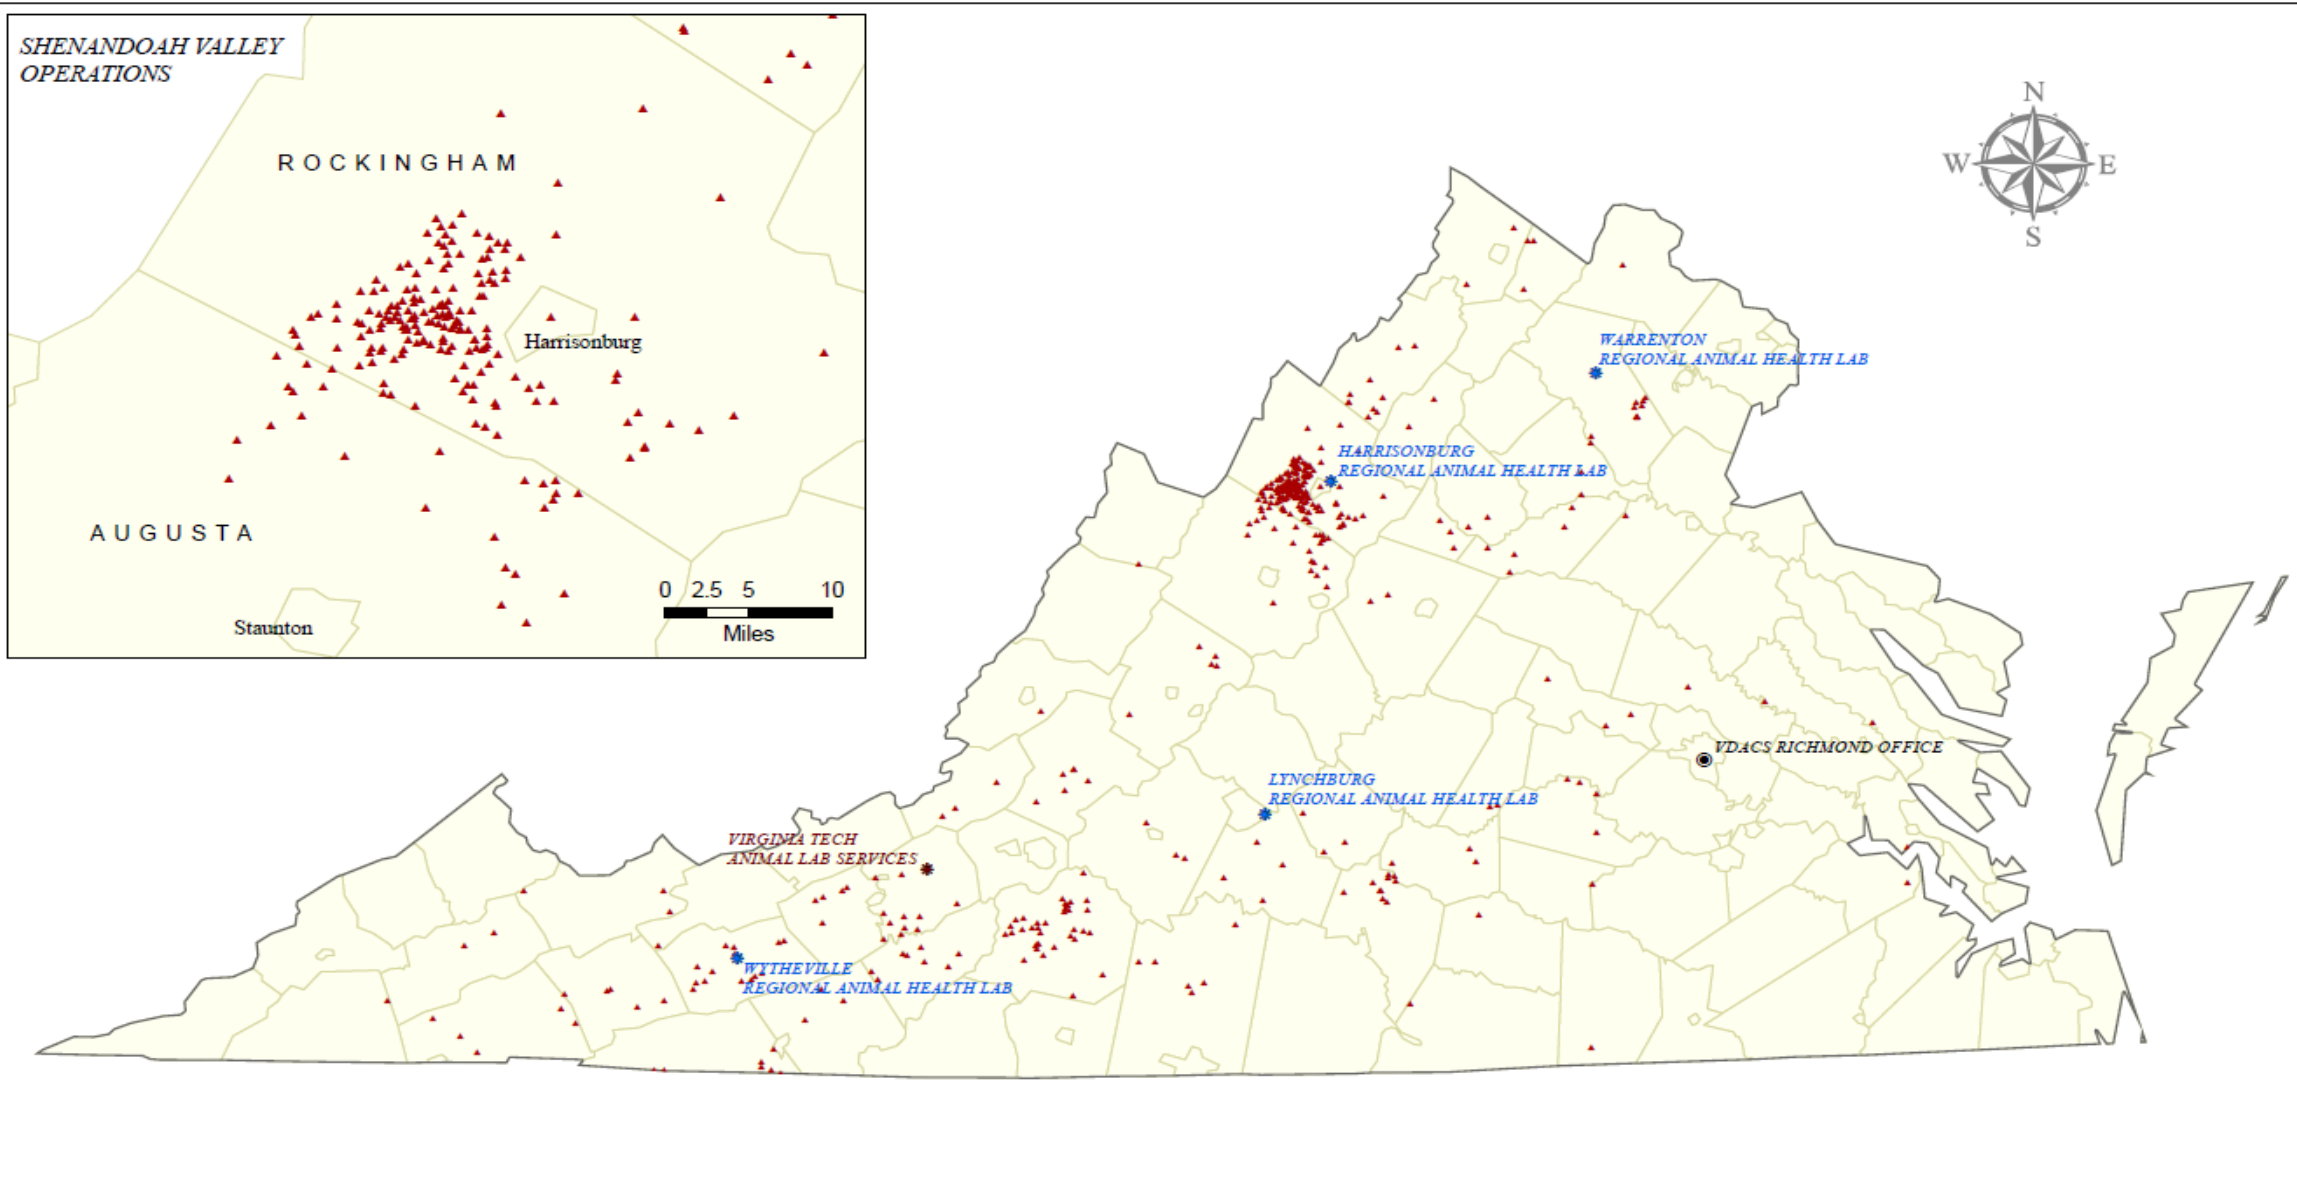 SHENANDOAH VALLEY
OPERATIONS
ROCKINGHAM
Harrisonburg
AUGUSTA
Staunton
0 2.5 5 10
Miles
N
W E
S
WARRENTON
REGIONAL ANIMAL HEALTH LAB
HARRISONBURG
REGIONAL ANIMAL HEALTH LAB
VDACS RICHMOND OFFICE
LYNCHBURG
REGIONAL ANIMAL HEALTH LAB
VIRGINIA TECH
ANIMAL LAB SERVICES
WYTHEVILLE
REGIONAL ANIMAL HEALTH LAB